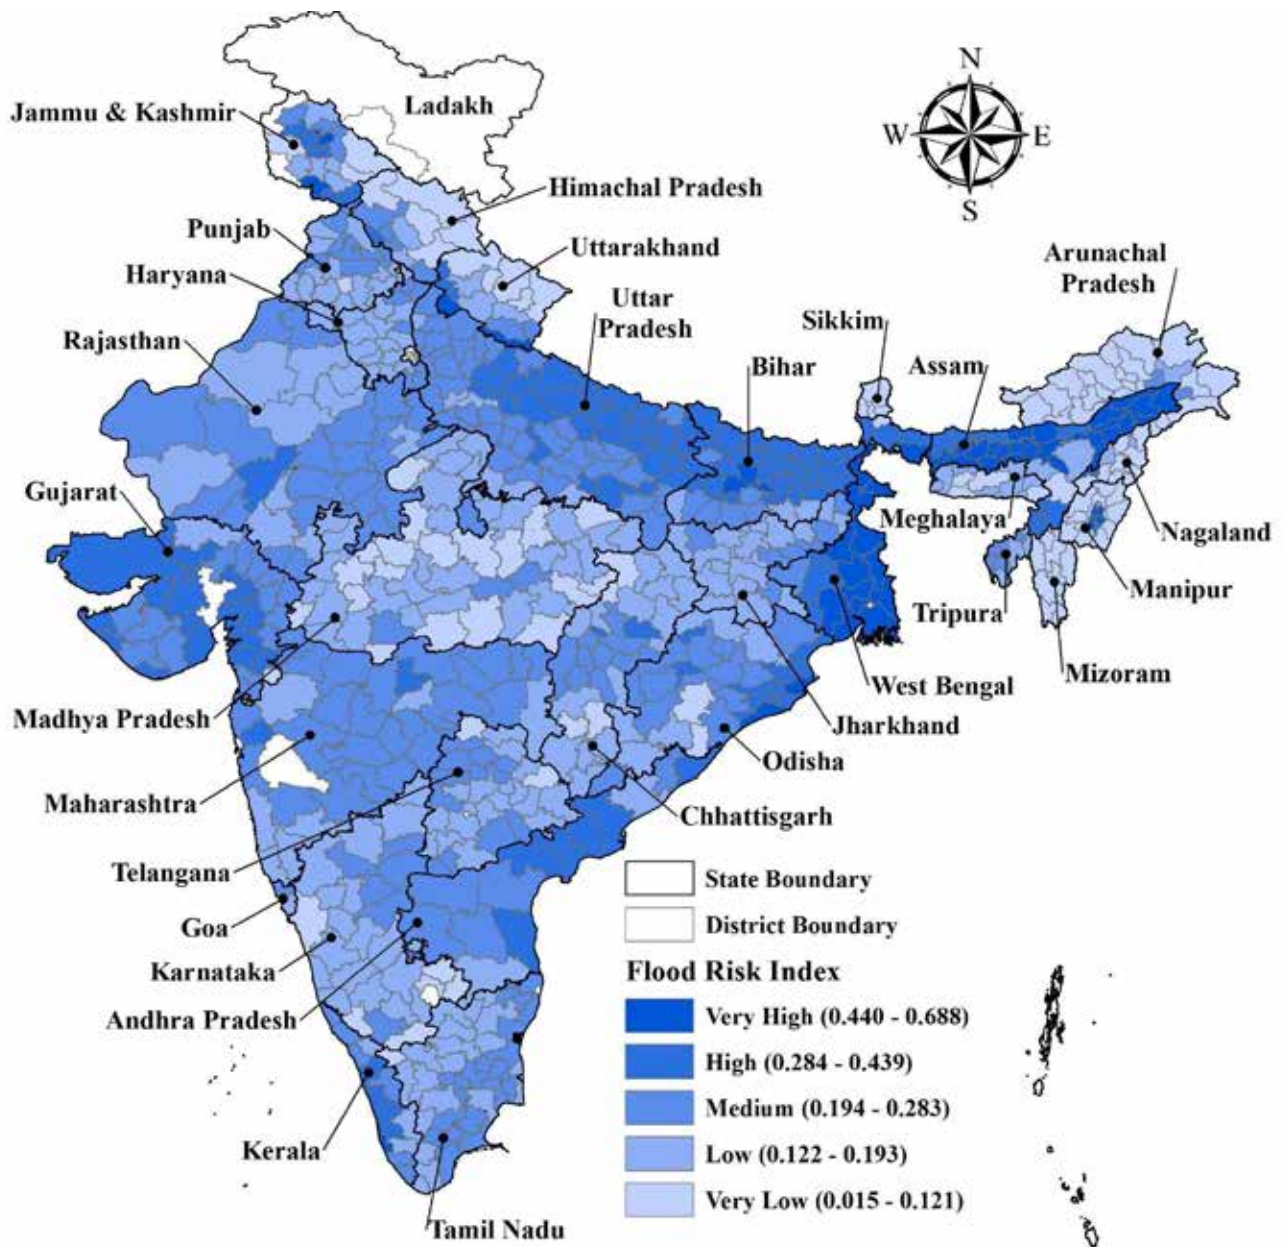 N
W
E
S
Ladakh
Jammu & Kashmir
Himachal Pradesh
Punjab
Uttarakhand
Haryana
Arunachal
Pradesh
Uttar
Pradesh
Sikkim
Rajasthan
Bihar
Assam
Gujarat
Meghalaya
Nagaland
Manipur
Tripura
Mizoram
West Bengal
Madhya Pradesh
Jharkhand
Odisha
Maharashtra
Chhattisgarh
Telangana
Goa
Karnataka
Andhra Pradesh
Kerala
Tamil Nadu
State Boundary
District Boundary
Flood Risk Index
Very High (0.440 - 0.688)
High (0.284 - 0.439)
Medium (0.194 - 0.283)
Low (0.122 - 0.193)
Very Low (0.015 - 0.121)